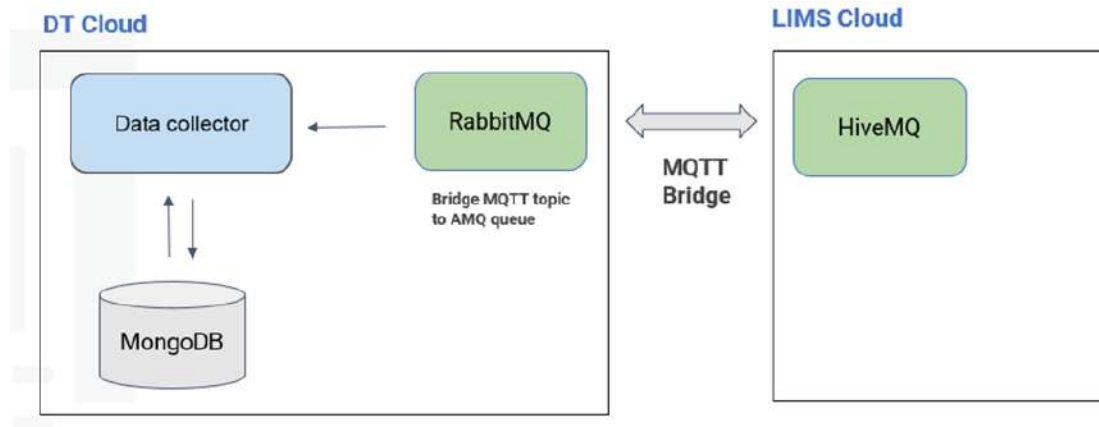 DT Cloud
LIMS Cloud
Data collector
RabbitMQ
HiveMQ
Bridge MQTT topic
to AMQ queue
MQTT
Bridge
MongoDB